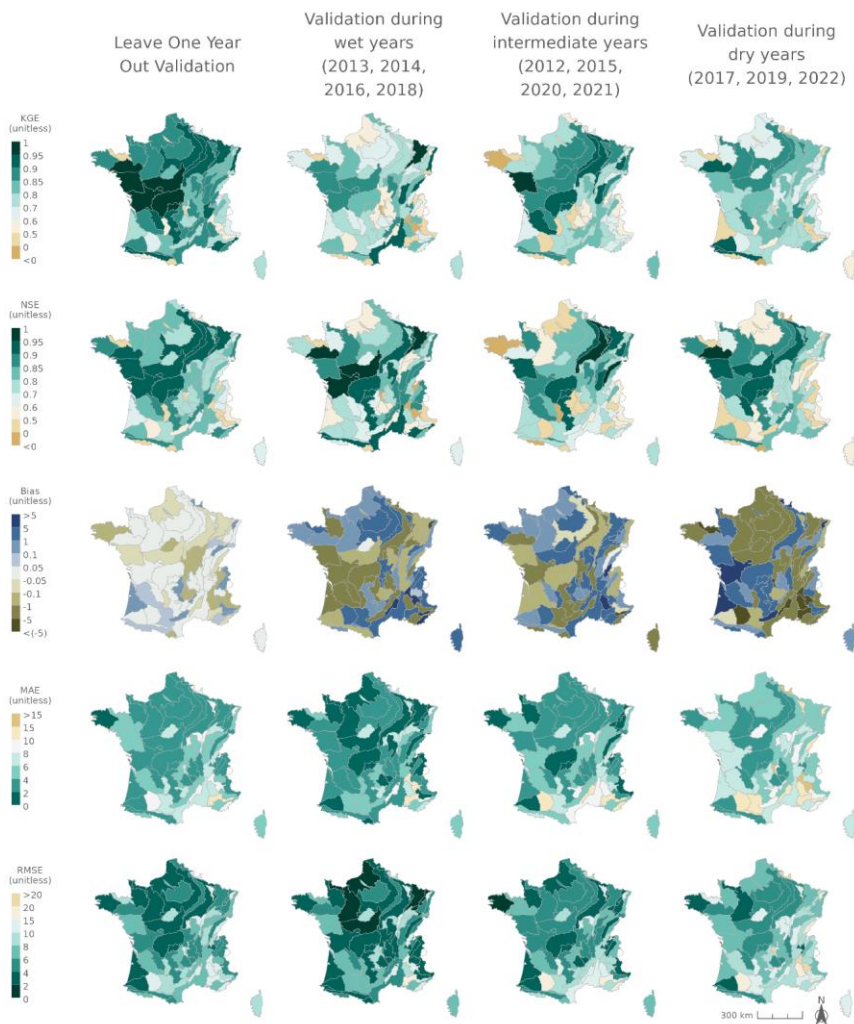 Leave One Year
Out Validation
Validation during
wet years
(2013, 2014,
2016, 2018)
Validation during
intermediate years
(2012, 2015,
2020, 2021)
Validation during
dry years
(2017, 2019, 2022)
KGE
(unitless)
1
0.95
0.9
0.85
0.8
0.7
0.6
0.5
0
<0
NSE
(unitless)
1
0.95
0.9
0.8
0.7
0.6
0.5
0
<0
Bias
(unitless)
>5
5
1
0.1
0.05
-0.05
-0.1
-1
-5
<(-5)
MAE
(unitless)
>15
15
10
8
6
4
2
0
RMSE
(unitless)
>20
20
15
10
8
6
4
2
0
300 km
N